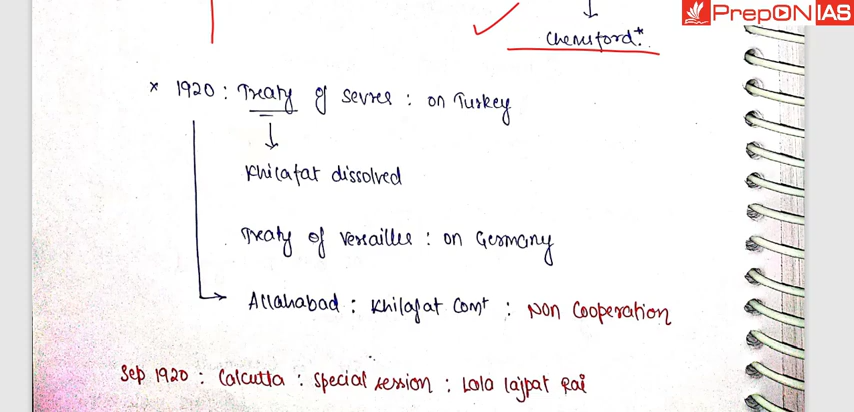 PrepON IAS
Chemsford*.
* 1920 : Treaty of Sevres : on Turkey
Khilafat dissolved
Treaty of Versailles : on Germany
Allahabad : Khilafat Comt : Non Cooperation
Sep 1920 : Calcutta : Special session : Lala Lajpat Rai